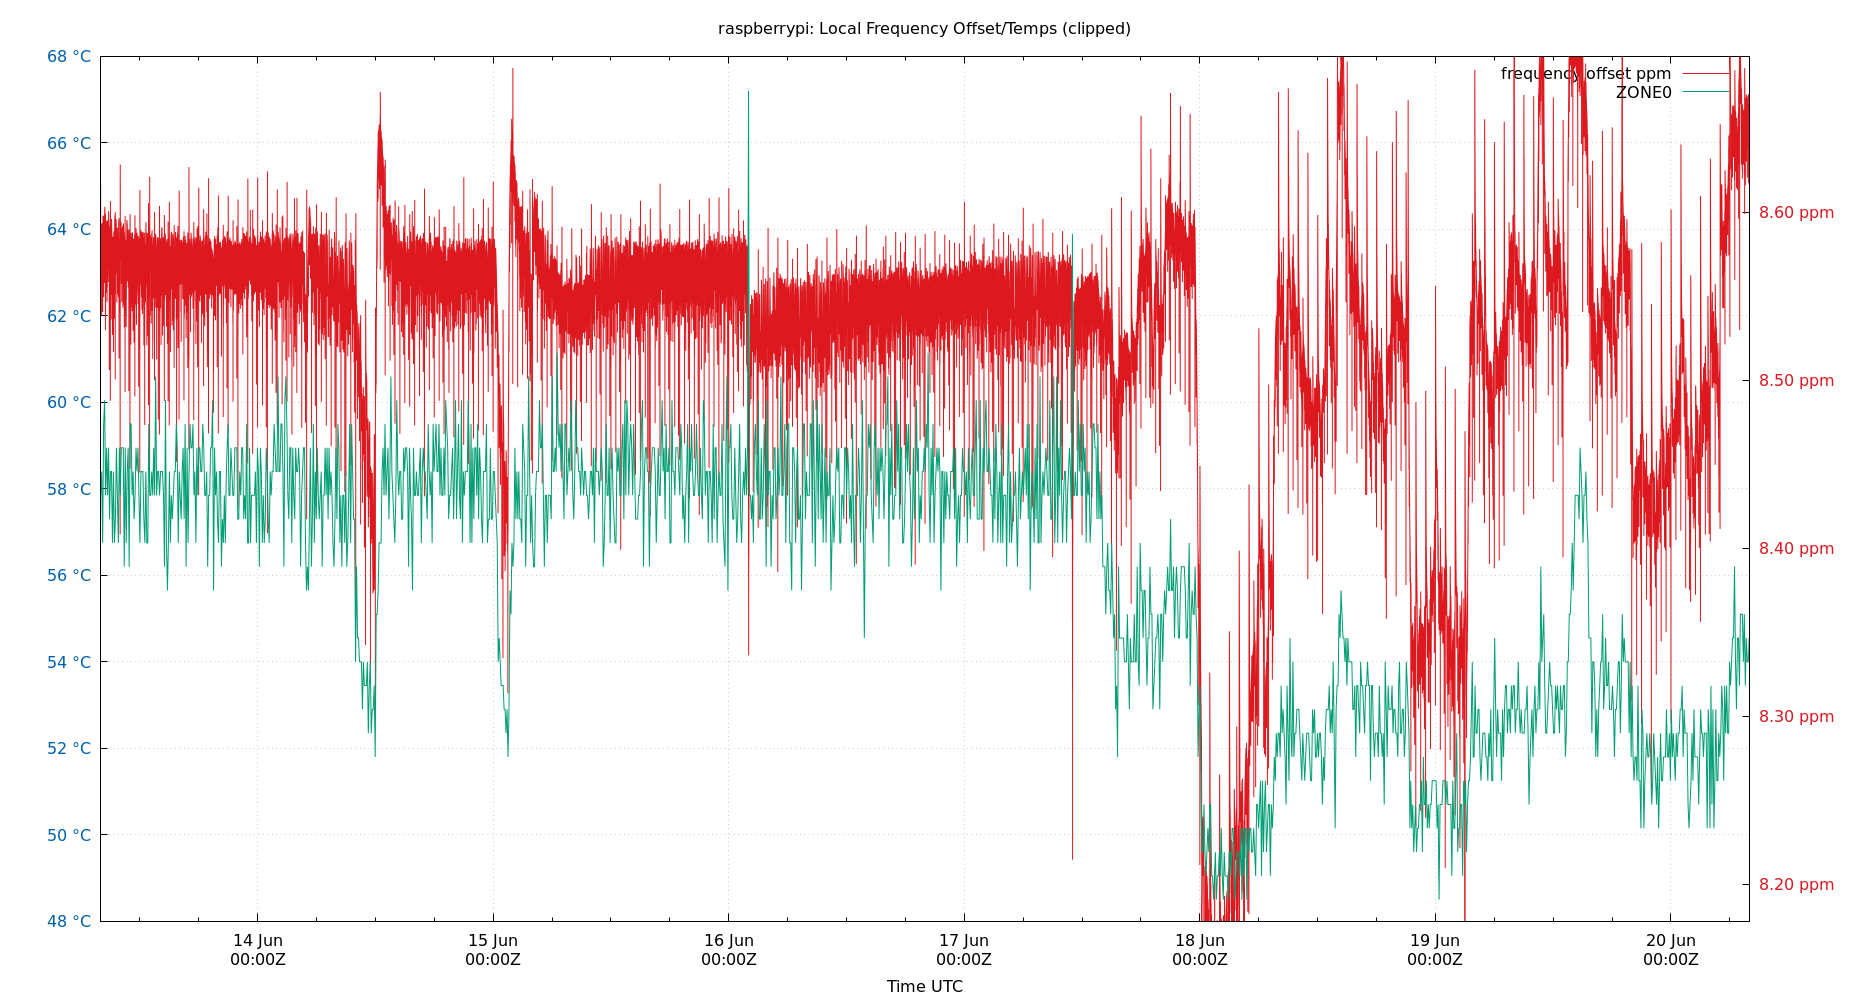 raspberrypi: Local Frequency Offset/Temps (clipped)
68 °C
66 °C
64 °C
62 °C
60 °C
58 °C
56 °C
54 °C
52 °C
50 °C
48 °C
frequency offset ppm
ZONE0
8.60 ppm
8.50 ppm
8.40 ppm
8.30 ppm
8.20 ppm
14 Jun
00:00Z
15 Jun
00:00Z
16 Jun
00:00Z
17 Jun
00:00Z
18 Jun
00:00Z
19 Jun
00:00Z
20 Jun
00:00Z
Time UTC